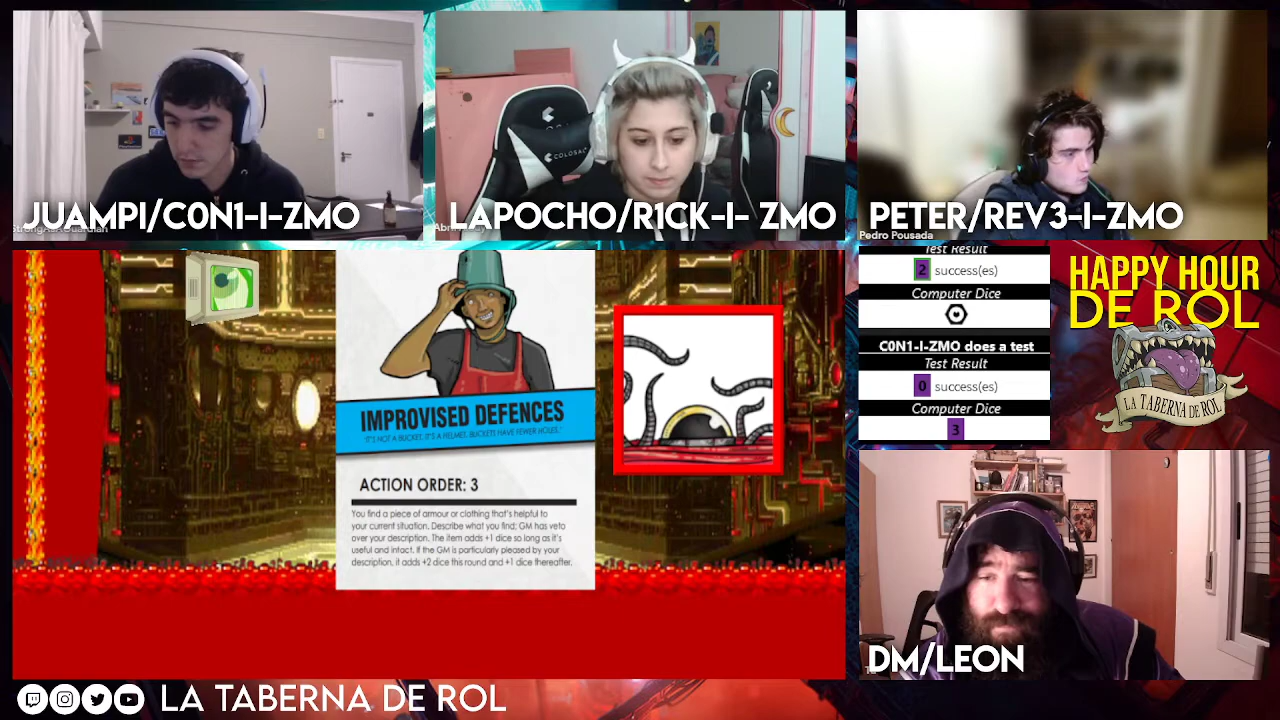 COLOSAL
JUAMPI/C0N1-I-ZMO
LAPOCHO/R1CK-I- ZMO
PETER/REV3-I-ZMO
Pedro Pousada
Test Result
2 success(es)
Computer Dice
C0N1-I-ZMO does a test
Test Result
0 success(es)
Computer Dice
3
HAPPY HOUR
DE ROL
LA TABERNA DE ROL
IMPROVISED DEFENCES
"IT'S NOT A BUCKET, IT'S A HELMET. BUCKETS HAVE FEWER HOLES."
ACTION ORDER: 3
You find a piece of armour or clothing that's helpful to
your current situation. Describe what you find; GM has veto
over your description. The item adds +1 dice so long as it's
useful and intact. If the GM is particularly pleased by your
description, it adds +2 dice this round and +1 dice thereafter.
DM/LEON
LA TABERNA DE ROL